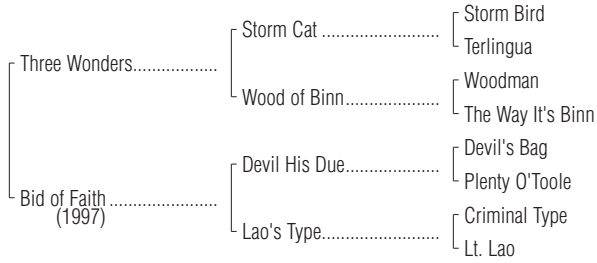 Storm Bird
Storm Cat ......................
Terlingua
Three Wonders................
Woodman
Wood of Binn..................
The Way It's Binn
Devil's Bag
Devil His Due..................
Plenty O'Toole
Bid of Faith ....................
(1997)
Criminal Type
Lao's Type......................
Lt. Lao